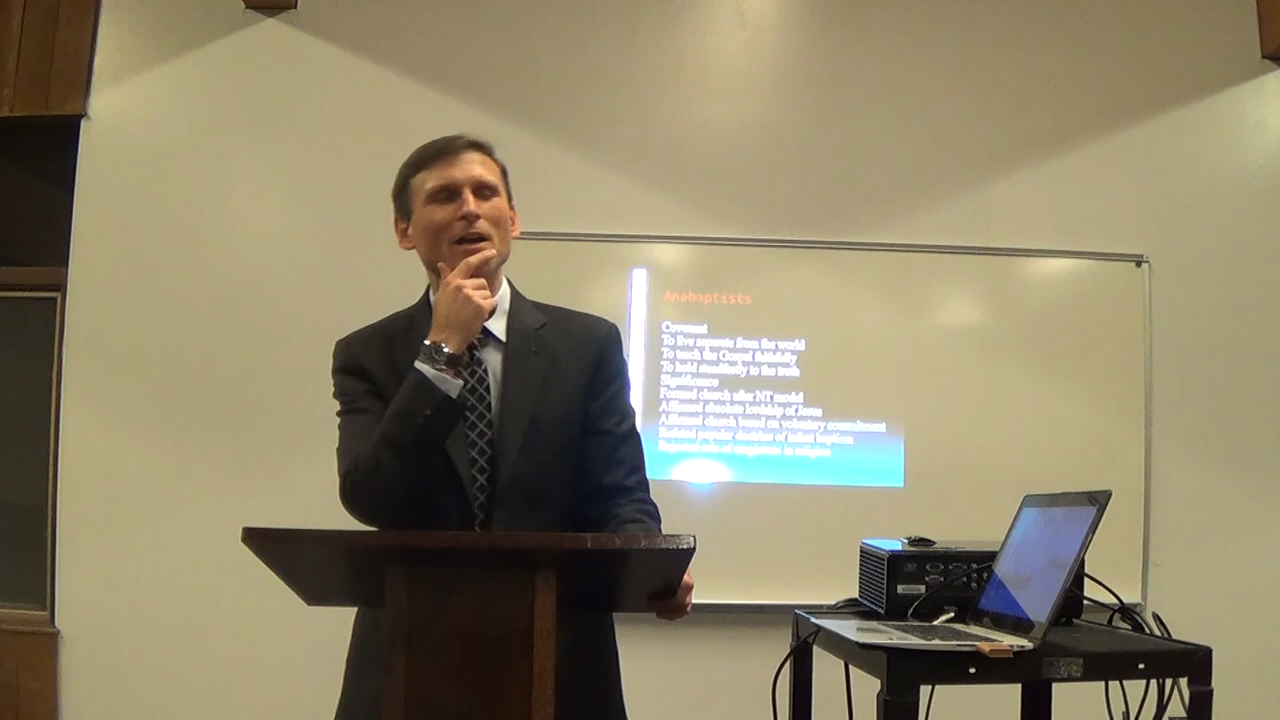 Anabaptists
Covenant
To live separate from the world
To teach the Gospel faithfully
To hold steadfastly to the truth
Significance
Formed church after NT model
Affirmed absolute lordship of Jesus
Affirmed church based on voluntary commitment
popular doctrine of infant baptism
in religion